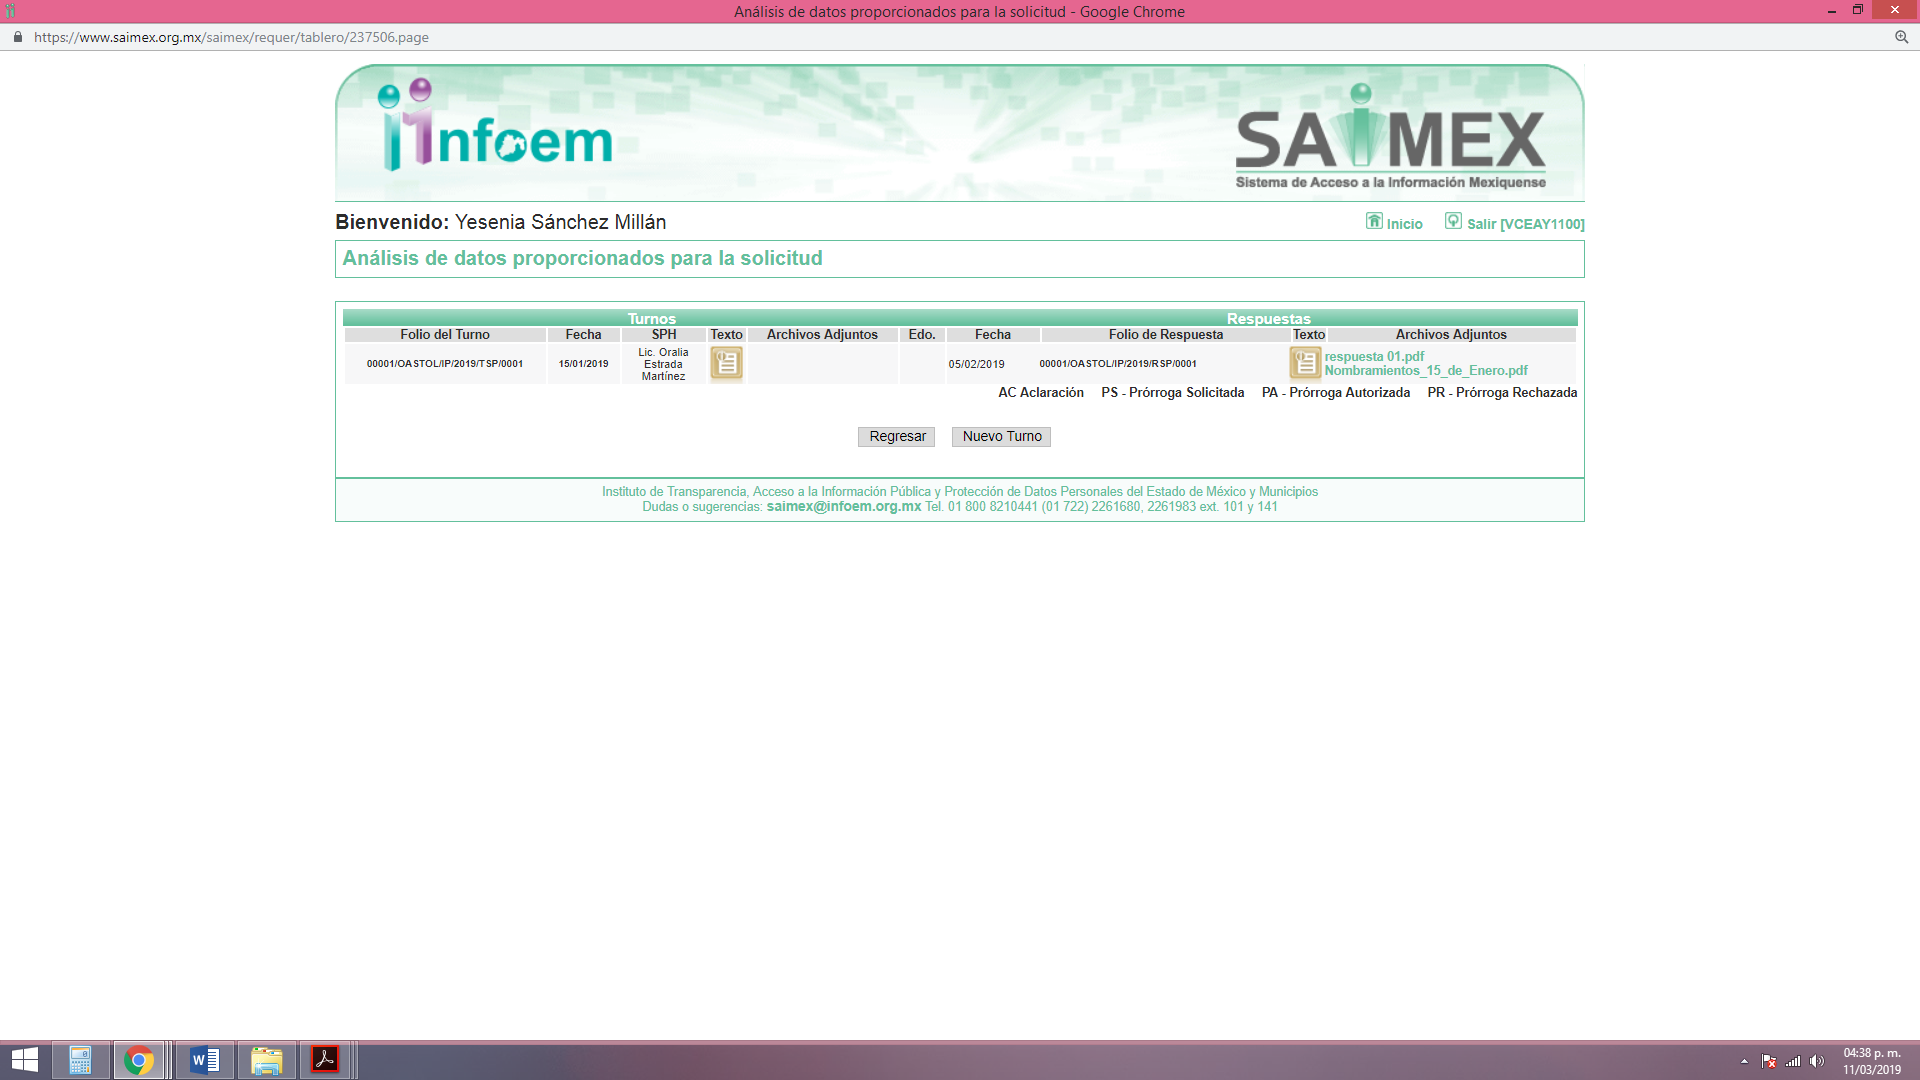 Análisis de datos proporcionados para la solicitud - Google Chrome
https://www.saimex.org.mx/saimex/requer/tablero/237506.page
infoem
SAIMEX
Sistema de Acceso a la Información Mexiquense
Bienvenido: Yesenia Sánchez Millán
Inicio Salir [VCEAY1100]
Análisis de datos proporcionados para la solicitud
Turnos Respuestas
Folio del Turno Fecha SPH Texto Archivos Adjuntos Edo. Fecha Folio de Respuesta Texto Archivos Adjuntos
00001/OASTOL/IP/2019/TSP/0001 15/01/2019 Lic. Oralia Estrada Martínez 05/02/2019 00001/OASTOL/IP/2019/RSP/0001 respuesta 01.pdf
Nombramientos_15_de_Enero.pdf
AC Aclaración PS - Prórroga Solicitada PA - Prórroga Autorizada PR - Prórroga Rechazada
Regresar Nuevo Turno
Instituto de Transparencia, Acceso a la Información Pública y Protección de Datos Personales del Estado de México y Municipios
Dudas o sugerencias: saimex@infoem.org.mx Tel. 01 800 8210441 (01 722) 2261680, 2261983 ext. 101 y 141
04:38 p. m.
11/03/2019